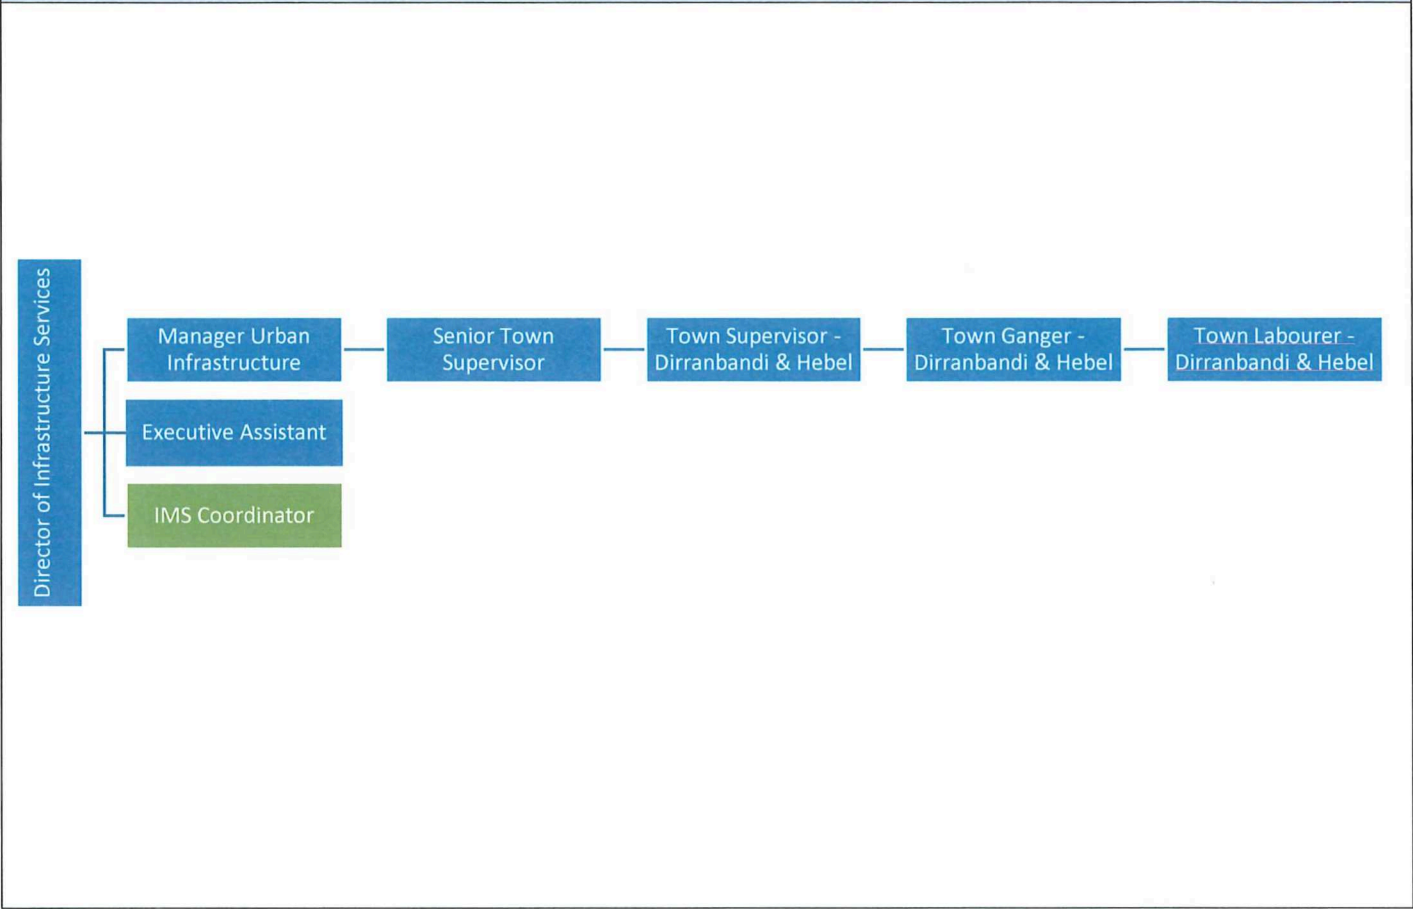 Director of Infrastructure Services
Manager Urban
Infrastructure
Senior Town
Supervisor
Town Supervisor -
Dirranbandi & Hebel
Town Ganger -
Dirranbandi & Hebel
Town Labourer -
Dirranbandi & Hebel
Executive Assistant
IMS Coordinator